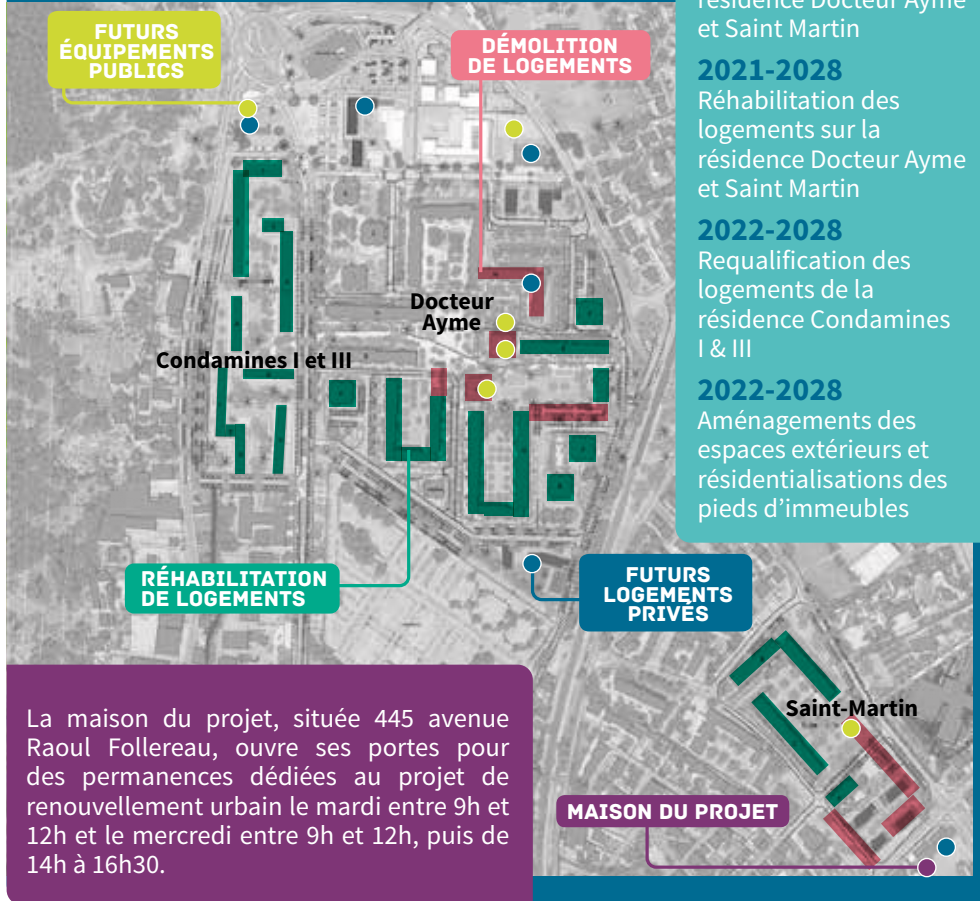 résidence Docteur Ayme
et Saint Martin
2021-2028
Réhabilitation des
logements sur la
résidence Docteur Ayme
et Saint Martin
2022-2028
Requalification des
logements de la
résidence Condamines
I & III
2022-2028
Aménagements des
espaces extérieurs et
résidentialisations des
pieds d’immeubles
FUTURS
ÉQUIPEMENTS
PUBLICS
DÉMOLITION
DE LOGEMENTS
Docteur
Ayme
Condamines I et III
RÉHABILITATION
DE LOGEMENTS
FUTURS
LOGEMENTS
PRIVÉS
Saint-Martin
MAISON DU PROJET
La maison du projet, située 445 avenue
Raoul Follereau, ouvre ses portes pour
des permanences dédiées au projet de
renouvellement urbain le mardi entre 9h et
12h et le mercredi entre 9h et 12h, puis de
14h à 16h30.